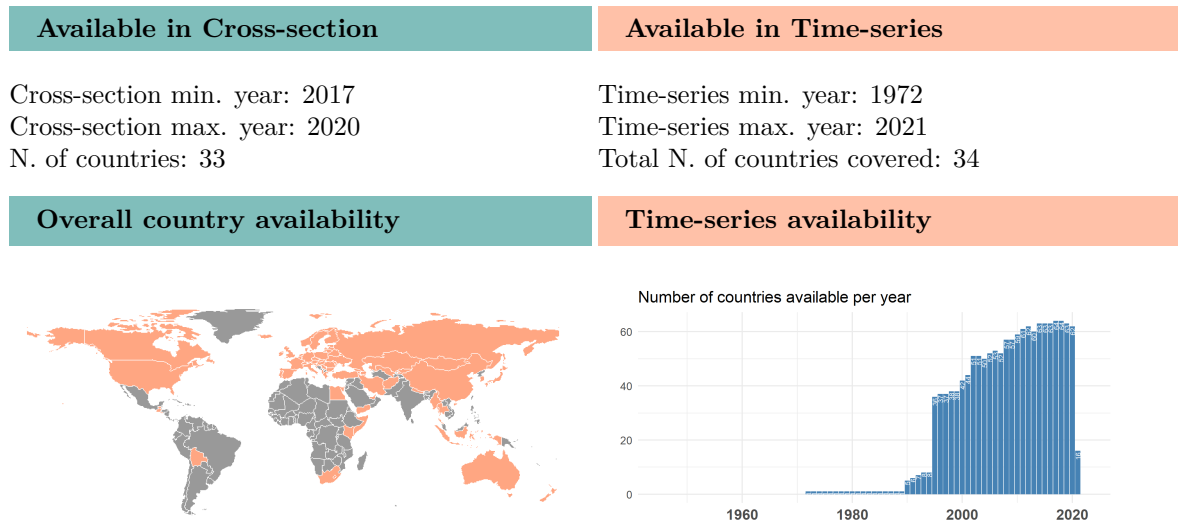 Available in Cross-section
Available in Time-series
Cross-section min. year: 2017
Cross-section max. year: 2020
N. of countries: 33
Time-series min. year: 1972
Time-series max. year: 2021
Total N. of countries covered: 34
Overall country availability
Time-series availability
Number of countries available per year
60
40
20
0
1960
1980
2000
2020